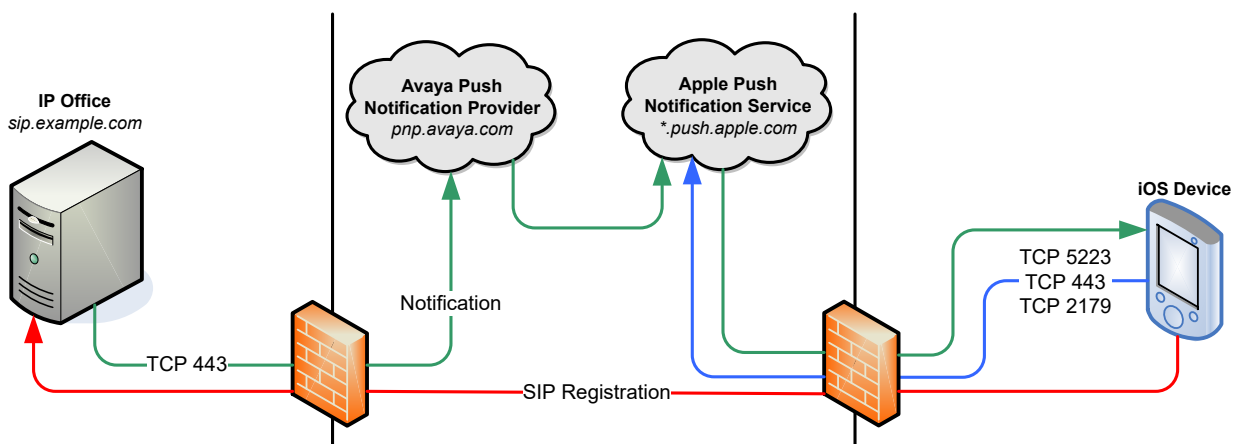 IP Office
sip.example.com
Avaya Push
Notification Provider
pnp.avaya.com
Apple Push
Notification Service
*.push.apple.com
iOS Device
TCP 5223
TCP 443
TCP 2179
Notification
TCP 443
SIP Registration